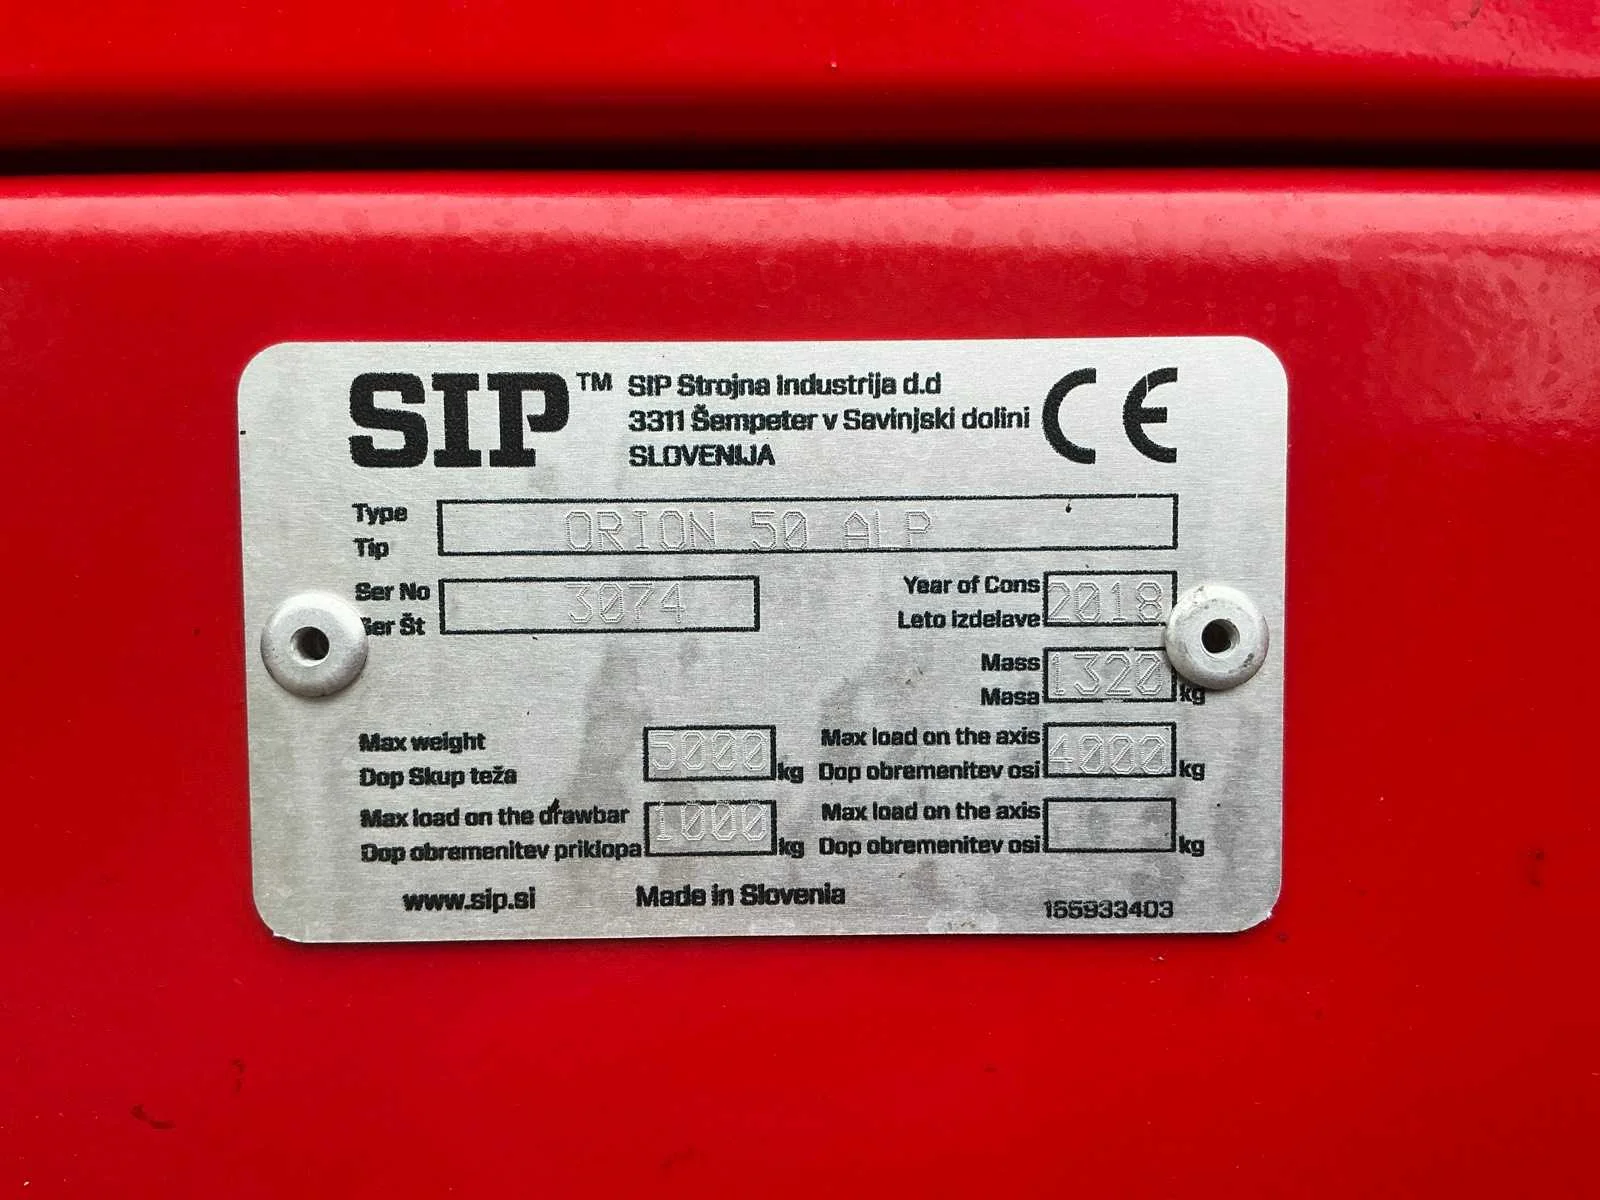 SIP™ SIP Strojna Industrija d.d
3311 Šempeter v Savinjski dolini
SLOVENIJA
CE
Type
Tip
ORION 50 ALP
Ser No
Ser Št
3074
Year of Cons
Leto izdelave
2018
Mass
Masa
1320 kg
Max weight
Dop Skup teža
5000 kg
Max load on the axis
Dop obremenitev osi
4000 kg
Max load on the drawbar
Dop obremenitev priklopa
1000 kg
Max load on the axis
Dop obremenitev osi
kg
www.sip.si
Made in Slovenia
155933403